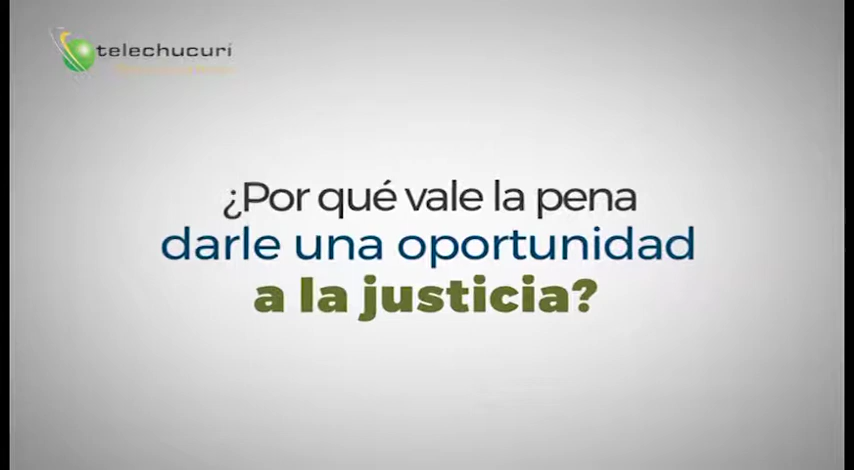 telechucurí
¿Por qué vale la pena
darle una oportunidad
a la justicia?